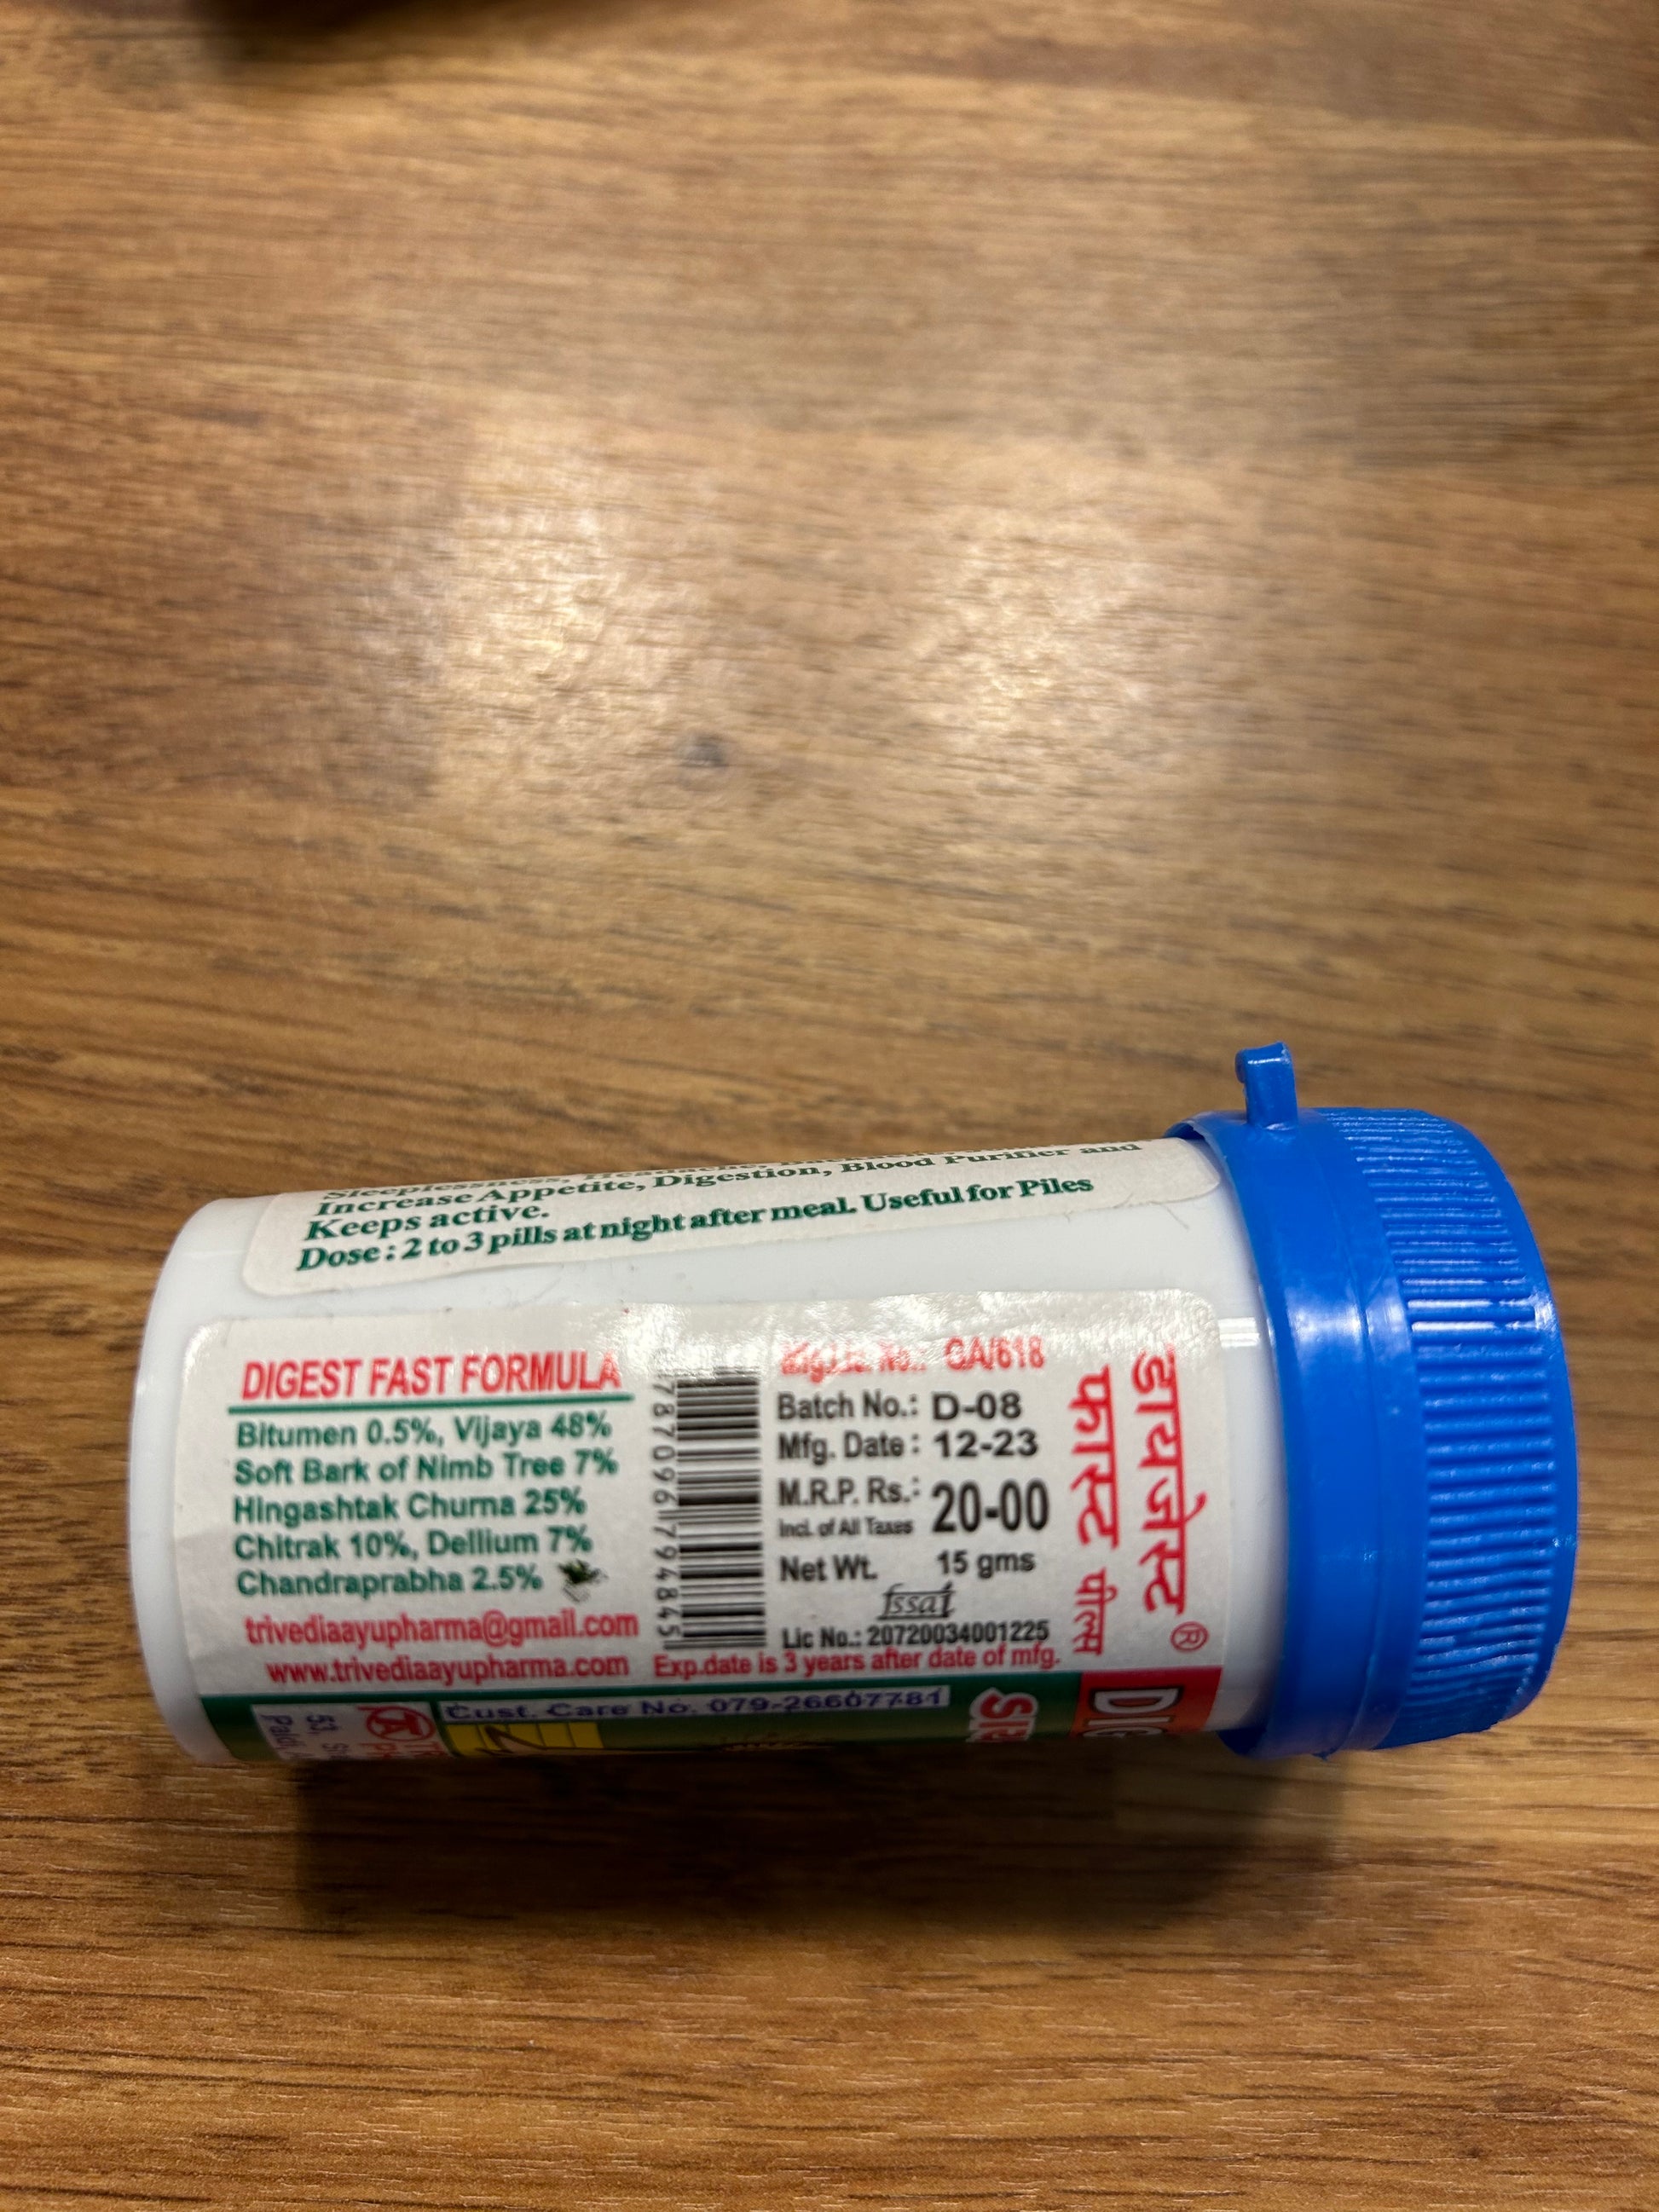 Increase Appetite, Digestion, Blood Purifier and
Keeps active.
Dose : 2 to 3 pills at night after meal. Useful for Piles
DIGEST FAST FORMULA
Bitumen 0.5%, Vijaya 48%
Soft Bark of Nimb Tree 7%
Hingashtak Churna 25%
Chitrak 10%, Dellium 7%
Chandraprabha 2.5%
trivediaayupharma@gmail.com
www.trivediaayupharma.com
Mfg.Lic No.: GA/618
Batch No.: D-08
Mfg. Date : 12-23
M.R.P. Rs.: 20-00
Incl. of All Taxes
Net Wt. 15 gms
fssai
Lic No.: 20720034001225
Exp.date is 3 years after date of mfg.
डायजेस्ट ®
फास्ट पील्स
Cust. Care No. 079-26607781